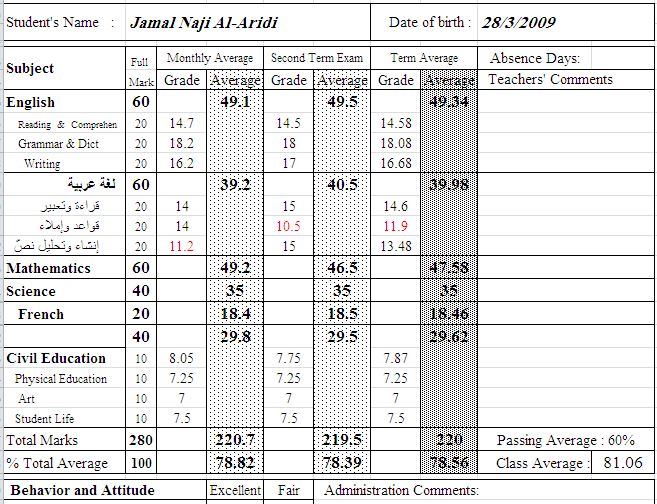 Student's Name : Jamal Naji Al-Aridi Date of birth : 28/3/2009
Subject Full Mark Monthly Average Second Term Exam Term Average Absence Days:
Grade Average Grade Average Grade Average Teachers' Comments
English 60 49.1 49.5 49.34
Reading & Comprehen 20 14.7 14.5 14.58
Grammar & Dict 20 18.2 18 18.08
Writing 20 16.2 17 16.68
لغة عربية 60 39.2 40.5 39.98
قراءة وتعبير 20 14 15 14.6
قواعد وإملاء 20 14 10.5 11.9
إنشاء وتحليل نصّ 20 11.2 15 13.48
Mathematics 60 49.2 46.5 47.58
Science 40 35 35 35
French 20 18.4 18.5 18.46
40 29.8 29.5 29.62
Civil Education 10 8.05 7.75 7.87
Physical Education 10 7.25 7.25 7.25
Art 10 7 7 7
Student Life 10 7.5 7.5 7.5
Total Marks 280 220.7 219.5 220 Passing Average : 60%
% Total Average 100 78.82 78.39 78.56 Class Average : 81.06
Behavior and Attitude Excellent Fair Administration Comments: